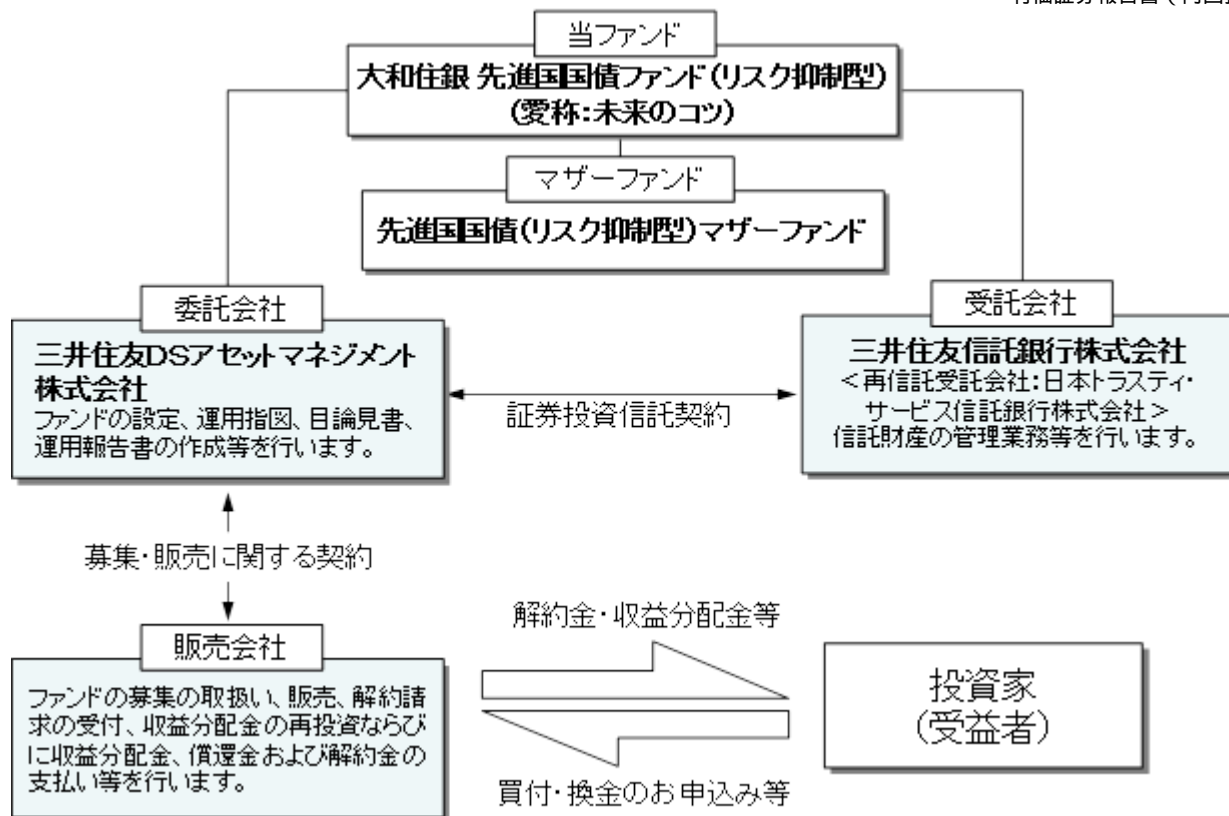 当ファンド
大和住銀 先進国国債ファンド(リスク抑制型)
(愛称:未来のコツ)
マザーファンド
先進国国債(リスク抑制型)マザーファンド
委託会社
三井住友DSアセットマネジメント
株式会社
ファンドの設定、運用指図、目論見書、
運用報告書の作成等を行います。
証券投資信託契約
受託会社
三井住友信託銀行株式会社
<再信託受託会社:日本トラスティ・
サービス信託銀行株式会社>
信託財産の管理業務等を行います。
募集・販売に関する契約
販売会社
ファンドの募集の取扱い、販売、解約請
求の受付、収益分配金の再投資ならび
に収益分配金、償還金および解約金の
支払い等を行います。
解約金・収益分配金等
買付・換金のお申込み等
投資家
(受益者)